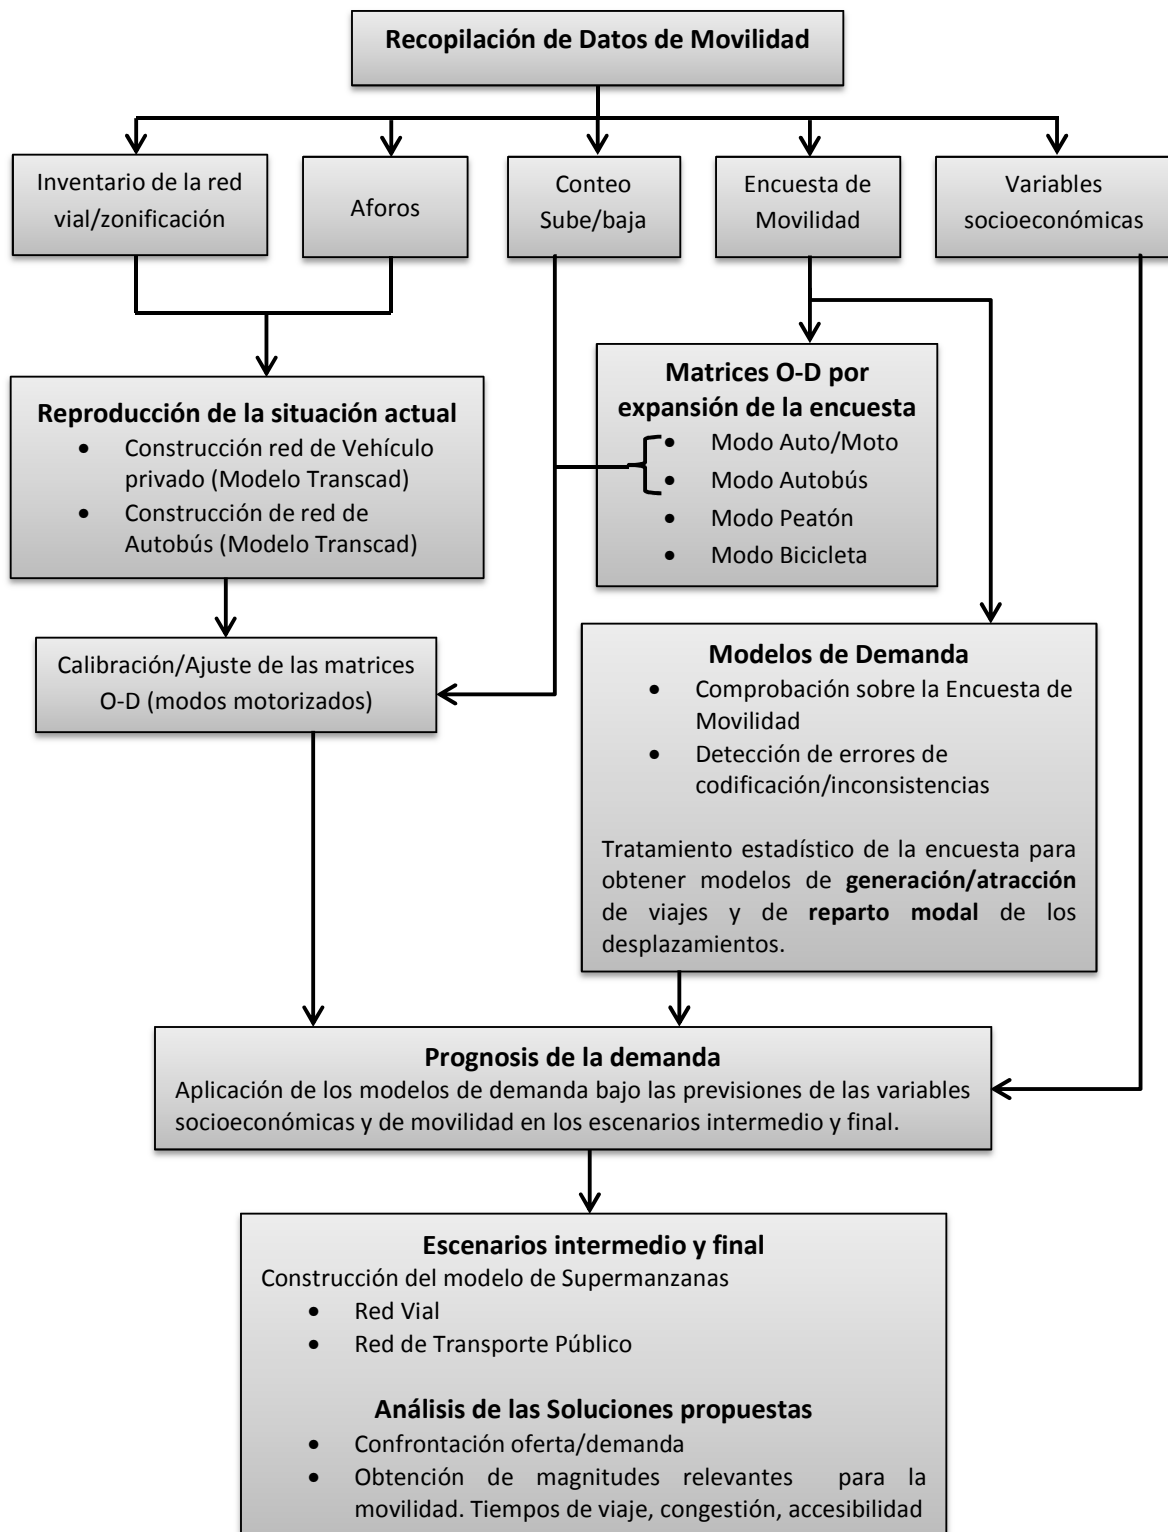 Recopilación de Datos de Movilidad
Inventario de la red
vial/zonificación
Aforos
Conteo
Sube/baja
Encuesta de
Movilidad
Variables
socioeconómicas
Matrices O-D por
expansión de la encuesta
• Modo Auto/Moto
• Modo Autobús
• Modo Peatón
• Modo Bicicleta
Reproducción de la situación actual
• Construcción red de Vehículo
privado (Modelo Transcad)
• Construcción de red de
Autobús (Modelo Transcad)
Calibración/Ajuste de las matrices
O-D (modos motorizados)
Modelos de Demanda
• Comprobación sobre la Encuesta de
Movilidad
• Detección de errores de
codificación/inconsistencias
Tratamiento estadístico de la encuesta para
obtener modelos de generación/atracción
de viajes y de reparto modal de los
desplazamientos.
Prognosis de la demanda
Aplicación de los modelos de demanda bajo las previsiones de las variables
socioeconómicas y de movilidad en los escenarios intermedio y final.
Escenarios intermedio y final
Construcción del modelo de Supermanzanas
• Red Vial
• Red de Transporte Público
Análisis de las Soluciones propuestas
• Confrontación oferta/demanda
• Obtención de magnitudes relevantes para la
movilidad. Tiempos de viaje, congestión, accesibilidad